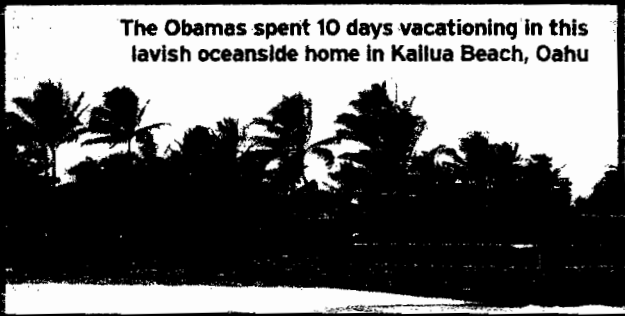 The Obamas spent 10 days vacationing in this
lavish oceanside home in Kailua Beach, Oahu